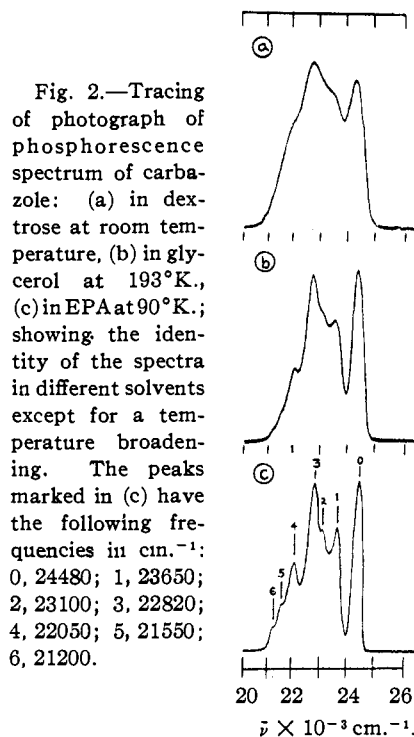 Fig. 2.—Tracing
of photograph of
phosphorescence
spectrum of carba-
zole: (a) in dex-
trose at room tem-
perature, (b) in gly-
cerol at 193°K.,
(c) in EPA at 90°K.;
showing the iden-
tity of the spectra
in different solvents
except for a tem-
perature broaden-
ing. The peaks
marked in (c) have
the following fre-
quencies in cm.⁻¹:
0, 24480; 1, 23650;
2, 23100; 3, 22820;
4, 22050; 5, 21550;
6, 21200.
a
b
c
6 5 4 3 2 1 0
20 22 24 26
ν̄ × 10⁻³ cm.⁻¹.